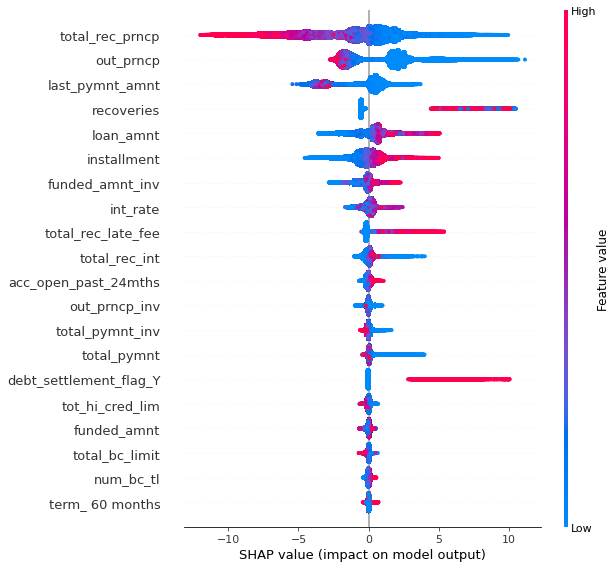 High
total_rec_prncp
out_prncp
last_pymnt_amnt
recoveries
loan_amnt
installment
funded_amnt_inv
int_rate
total_rec_late_fee
total_rec_int
acc_open_past_24mths
out_prncp_inv
total_pymnt_inv
total_pymnt
debt_settlement_flag_Y
tot_hi_cred_lim
funded_amnt
total_bc_limit
num_bc_tl
term_ 60 months
Feature value
Low
−10 −5 0 5 10
SHAP value (impact on model output)